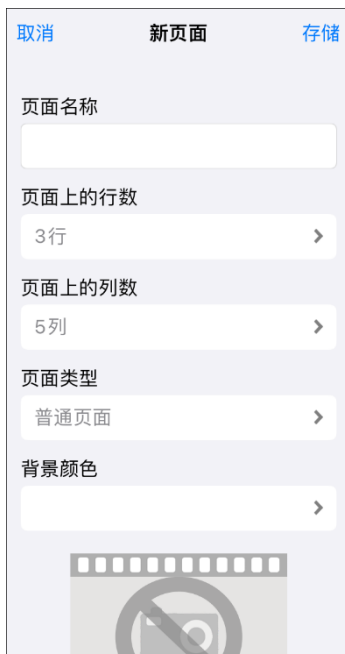 取消
新页面
存储
页面名称
页面上的行数
3行
页面上的列数
5列
页面类型
普通页面
背景颜色